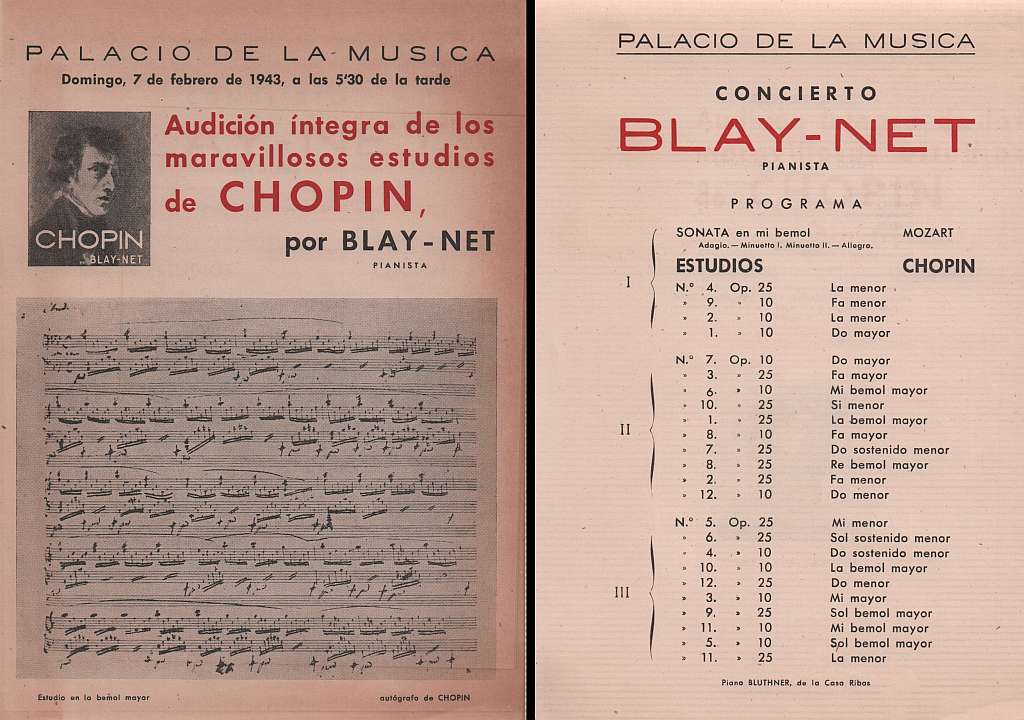 PALACIO DE LA MUSICA
Domingo, 7 de febrero de 1943, a las 5'30 de la tarde
Audición íntegra de los
maravillosos estudios
de CHOPIN,
por BLAY-NET
PIANISTA
CHOPIN
BLAY-NET
Estudio en la bemol mayor
autógrafo de CHOPIN
PALACIO DE LA MUSICA
CONCIERTO
BLAY-NET
PIANISTA
PROGRAMA
SONATA en mi bemol MOZART
Adagio. — Minuetto I. Minuetto II. — Allegro.
ESTUDIOS CHOPIN
I
N.º 4. Op. 25 La menor
» 9. » 10 Fa menor
» 2. » 10 La menor
» 1. » 10 Do mayor
II
N.º 7. Op. 10 Do mayor
» 3. » 25 Fa mayor
» 6. » 10 Mi bemol mayor
» 10. » 25 Si menor
» 1. » 25 La bemol mayor
» 8. » 10 Fa mayor
» 7. » 25 Do sostenido menor
» 8. » 25 Re bemol mayor
» 2. » 25 Fa menor
» 12. » 10 Do menor
III
N.º 5. Op. 25 Mi menor
» 6. » 25 Sol sostenido menor
» 4. » 10 Do sostenido menor
» 10. » 10 La bemol mayor
» 12. » 25 Do menor
» 3. » 10 Mi mayor
» 9. » 25 Sol bemol mayor
» 11. » 10 Mi bemol mayor
» 5. » 10 Sol bemol mayor
» 11. » 25 La menor
Piano BLUTHNER, de la Casa Ribas